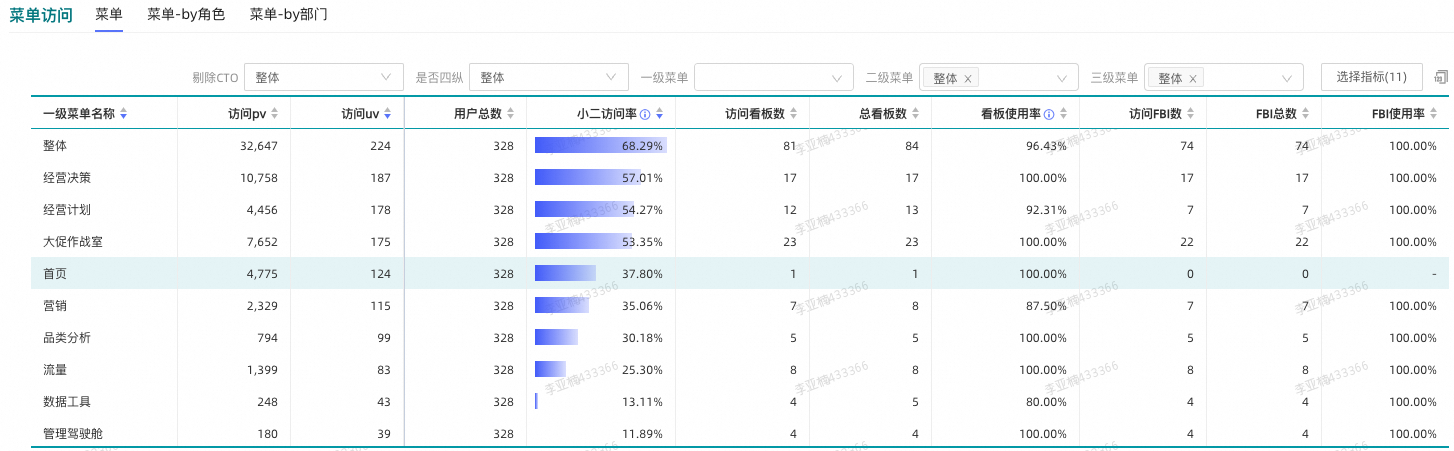 菜单访问 菜单 菜单-by角色 菜单-by部门
剔除CTO 整体 是否四纵 整体 一级菜单 二级菜单 整体 x 三级菜单 整体 x 选择指标(11)
一级菜单名称 访问pv 访问uv 用户总数 小二访问率 访问看板数 总看板数 看板使用率 访问FBI数 FBI总数 FBI使用率
整体 32,647 224 328 68.29% 81 84 96.43% 74 74 100.00%
经营决策 10,758 187 328 57.01% 17 17 100.00% 17 17 100.00%
经营计划 4,456 178 328 54.27% 12 13 92.31% 7 7 100.00%
大促作战室 7,652 175 328 53.35% 23 23 100.00% 22 22 100.00%
首页 4,775 124 328 37.80% 1 1 100.00% 0 0 -
营销 2,329 115 328 35.06% 7 8 87.50% 7 7 100.00%
品类分析 794 99 328 30.18% 5 5 100.00% 5 5 100.00%
流量 1,399 83 328 25.30% 8 8 100.00% 8 8 100.00%
数据工具 248 43 328 13.11% 4 5 80.00% 4 4 100.00%
管理驾驶舱 180 39 328 11.89% 4 4 100.00% 4 4 100.00%